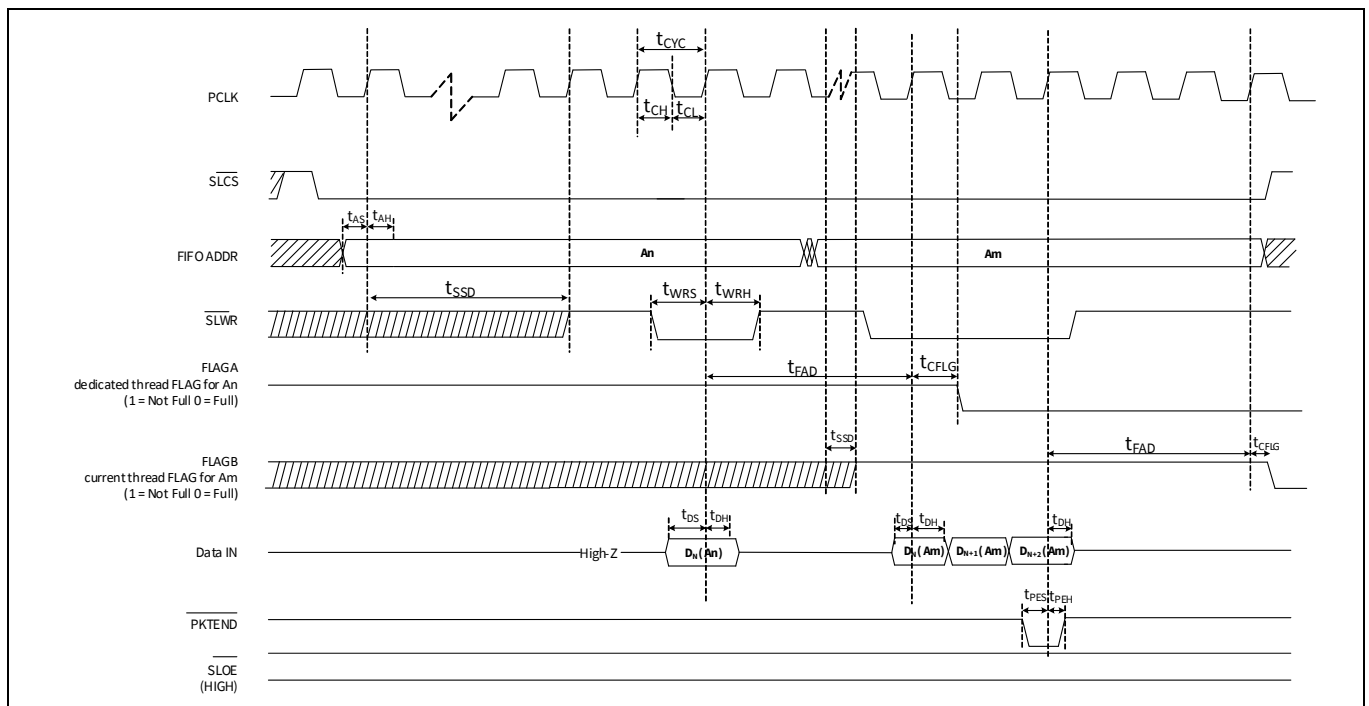 tCYC
PCLK
tCH tCL
SLCS
tAS tAH
FIFO ADDR An Am
tSSD tWRS tWRH
SLWR
FLAGA
dedicated thread FLAG for An
(1 = Not Full 0 = Full)
tFAD tCFLG
tSSD tFAD tCFLG
FLAGB
current thread FLAG for Am
(1 = Not Full 0 = Full)
tDS tDH tDS tDH tDH
Data IN High-Z DN(An) DN(Am) DN+1(Am) DN+2(Am)
tPES tPEH
PKTEND
SLOE
(HIGH)